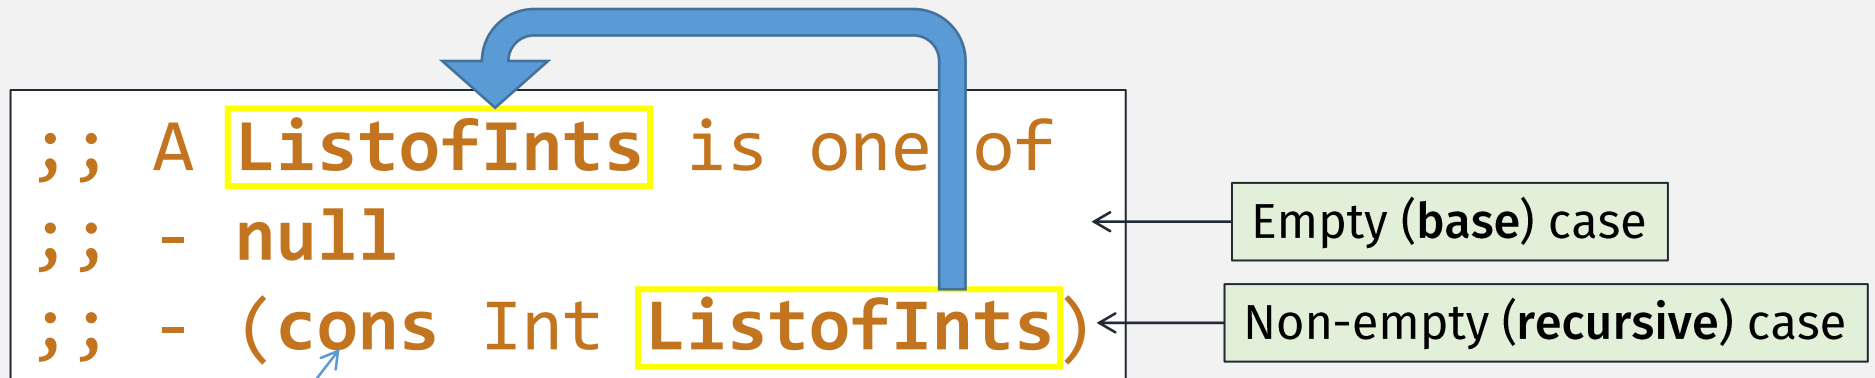 ;; A ListofInts is one of
;; - null
Empty (base) case
;; - (cons Int ListofInts)
Non-empty (recursive) case